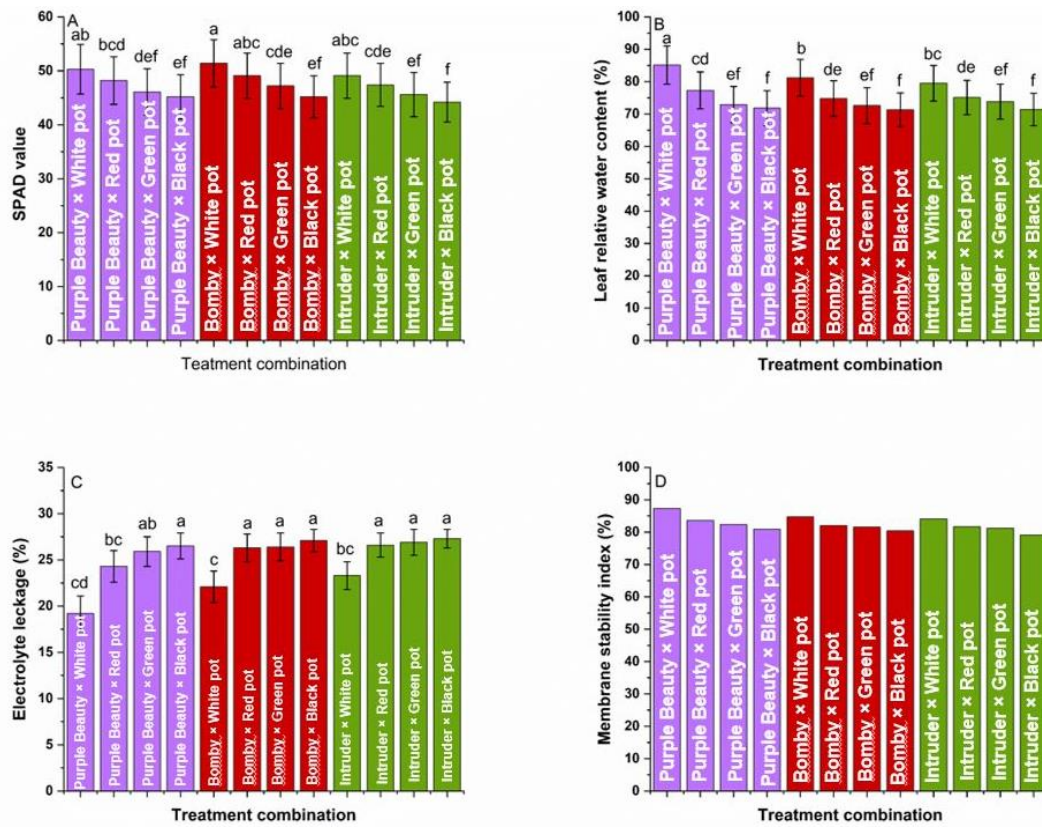 A
60
50
40
30
20
10
0
SPAD value
ab
bcd
def
ef
a
abc
cde
ef
abc
cde
ef
f
Purple Beauty × White pot
Purple Beauty × Red pot
Purple Beauty × Green pot
Purple Beauty × Black pot
Bomby × White pot
Bomby × Red pot
Bomby × Green pot
Bomby × Black pot
Intruder × White pot
Intruder × Red pot
Intruder × Green pot
Intruder × Black pot
Teatment combination
B
100
90
80
70
60
50
40
30
20
10
0
Leaf relative water content (%)
a
cd
ef
f
b
de
ef
f
bc
de
ef
f
Purple Beauty × White pot
Purple Beauty × Red pot
Purple Beauty × Green pot
Purple Beauty × Black pot
Bomby × White pot
Bomby × Red pot
Bomby × Green pot
Bomby × Black pot
Intruder × White pot
Intruder × Red pot
Intruder × Green pot
Intruder × Black pot
Treatment combination
C
35
30
25
20
15
10
5
0
Electrolyte leckage (%)
cd
bc
ab
a
c
a
a
a
bc
a
a
a
Purple Beauty × White pot
Purple Beauty × Red pot
Purple Beauty × Green pot
Purple Beauty × Black pot
Bomby × White pot
Bomby × Red pot
Bomby × Green pot
Bomby × Black pot
Intruder × White pot
Intruder × Red pot
Intruder × Green pot
Intruder × Black pot
Treatment combination
D
100
90
80
70
60
50
40
30
20
10
0
Membrane stability index (%)
Purple Beauty × White pot
Purple Beauty × Red pot
Purple Beauty × Green pot
Purple Beauty × Black pot
Bomby × White pot
Bomby × Red pot
Bomby × Green pot
Bomby × Black pot
Intruder × White pot
Intruder × Red pot
Intruder × Green pot
Intruder × Black pot
Treatment combination